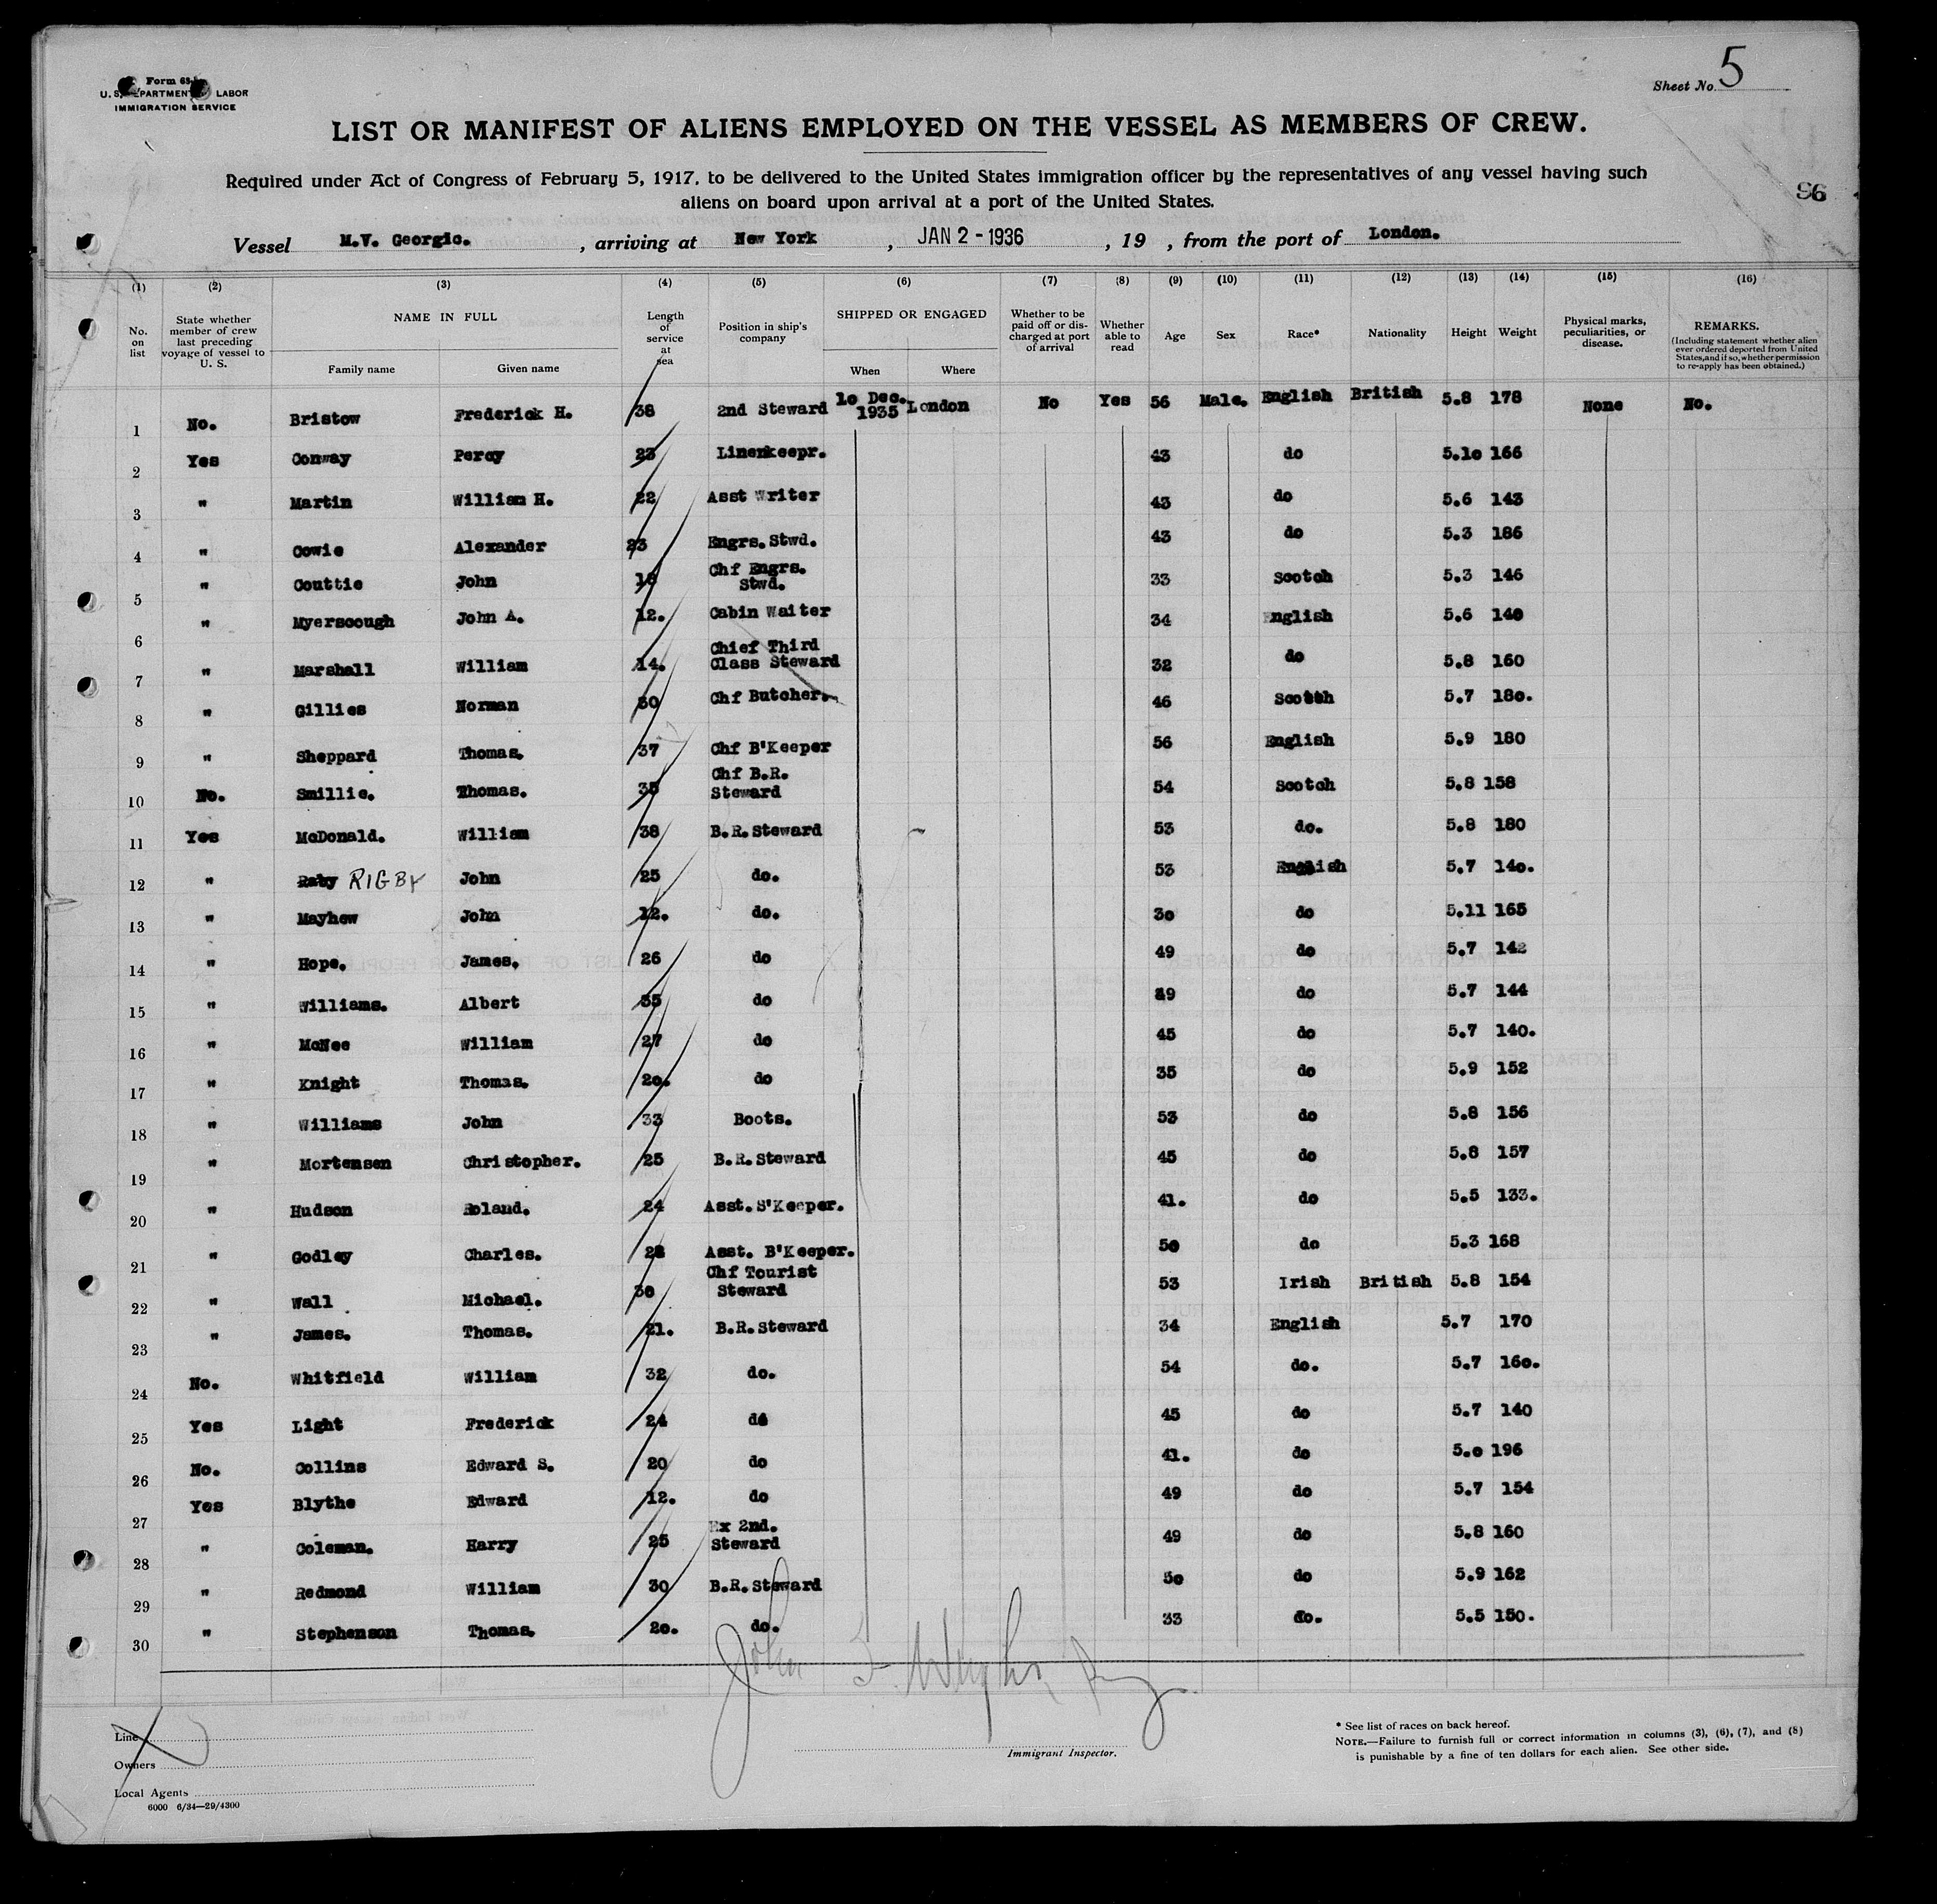 Form 68
U. S. DEPARTMENT LABOR
IMMIGRATION SERVICE
Sheet No. 5
LIST OR MANIFEST OF ALIENS EMPLOYED ON THE VESSEL AS MEMBERS OF CREW.
Required under Act of Congress of February 5, 1917, to be delivered to the United States immigration officer by the representatives of any vessel having such
aliens on board upon arrival at a port of the United States.
96
Vessel M.V. Georgic. , arriving at New York , JAN 2 - 1936 , 19 , from the port of London.
(1) (2) (3) (4) (5) (6) (7) (8) (9) (10) (11) (12) (13) (14) (15) (16)
No. on list State whether member of crew last preceding voyage of vessel to U. S. NAME IN FULL Family name Given name Length of service at sea Position in ship's company SHIPPED OR ENGAGED When Where Whether to be paid off or discharged at port of arrival Whether able to read Age Sex Race* Nationality Height Weight Physical marks, peculiarities, or disease. REMARKS. (Including statement whether alien ever ordered deported from United States, and if so, whether permission to re-apply has been obtained.)
1 No. Bristow Frederick H. 38 2nd Steward 1o Dec. 1935 London No Yes 56 Male. English British 5.8 178 None No.
2 Yes Conway Percy 23 Linenkeepr. 43 do 5.1o 166
3 " Martin William H. 22 Asst Writer 43 do 5.6 143
4 " Cowie Alexander 23 Engrs. Stwd. 43 do 5.3 186
5 " Couttie John 18 Chf Engrs. Stwd. 33 Scotch 5.3 146
6 " Myerscough John A. 12. Cabin Waiter 34 English 5.6 140
7 " Marshall William 14. Chief Third Class Steward 32 do 5.8 160
8 " Gillies Norman 30 Chf Butcher. 46 Scotch 5.7 18o.
9 " Sheppard Thomas. 37 Chf B'Keeper 56 English 5.9 180
10 No. Smillie. Thomas. 35 Chf B.R. Steward 54 Scotch 5.8 158
11 Yes McDonald. William 38 B.R. Steward 53 do. 5.8 180
12 " Raby RIGBY John 25 do. 53 English 5.7 14o.
13 " Mayhew John 12. do. 3o do 5.11 165
14 " Hope. James. 26 do 49 do 5.7 142
15 " Williams. Albert 35 do do 5.7 144
16 " McNee William 27 do 45 do 5.7 140.
17 " Knight Thomas. 2o. do 35 do 5.9 152
18 " Williams John 33 Boots. 53 do 5.8 156
19 " Mortensen Christopher. 25 B.R. Steward 45 do 5.8 157
20 " Hudson Roland. 24 Asst. S'Keeper. 41. do 5.5 133.
21 " Godley Charles. 28 Asst. B'Keeper. 5o do 5.3 168
22 " Wall Michael. 3o Chf Tourist Steward 53 Irish British 5.8 154
23 " James. Thomas. 21. B.R. Steward 34 English 5.7 170
24 No. Whitfield William 32 do. 54 do. 5.7 16o.
25 Yes Light Frederick 24 do 45 do 5.7 140
26 No. Collins Edward S. 20 do 41. do 5.o 196
27 Yes Blythe Edward 12. do 49 do 5.7 154
28 " Coleman. Harry 25 Ex 2nd. Steward 49 do 5.8 160
29 " Redmond William 30 B.R. Steward 5o do 5.9 162
30 " Stephenson Thomas. 2o. do. 33 do. 5.5 150.
John
Line
Owners
Local Agents
6000 6/34—29/4300
Immigrant Inspector.
* See list of races on back hereof.
NOTE.—Failure to furnish full or correct information in columns (3), (6), (7), and (8)
is punishable by a fine of ten dollars for each alien. See other side.